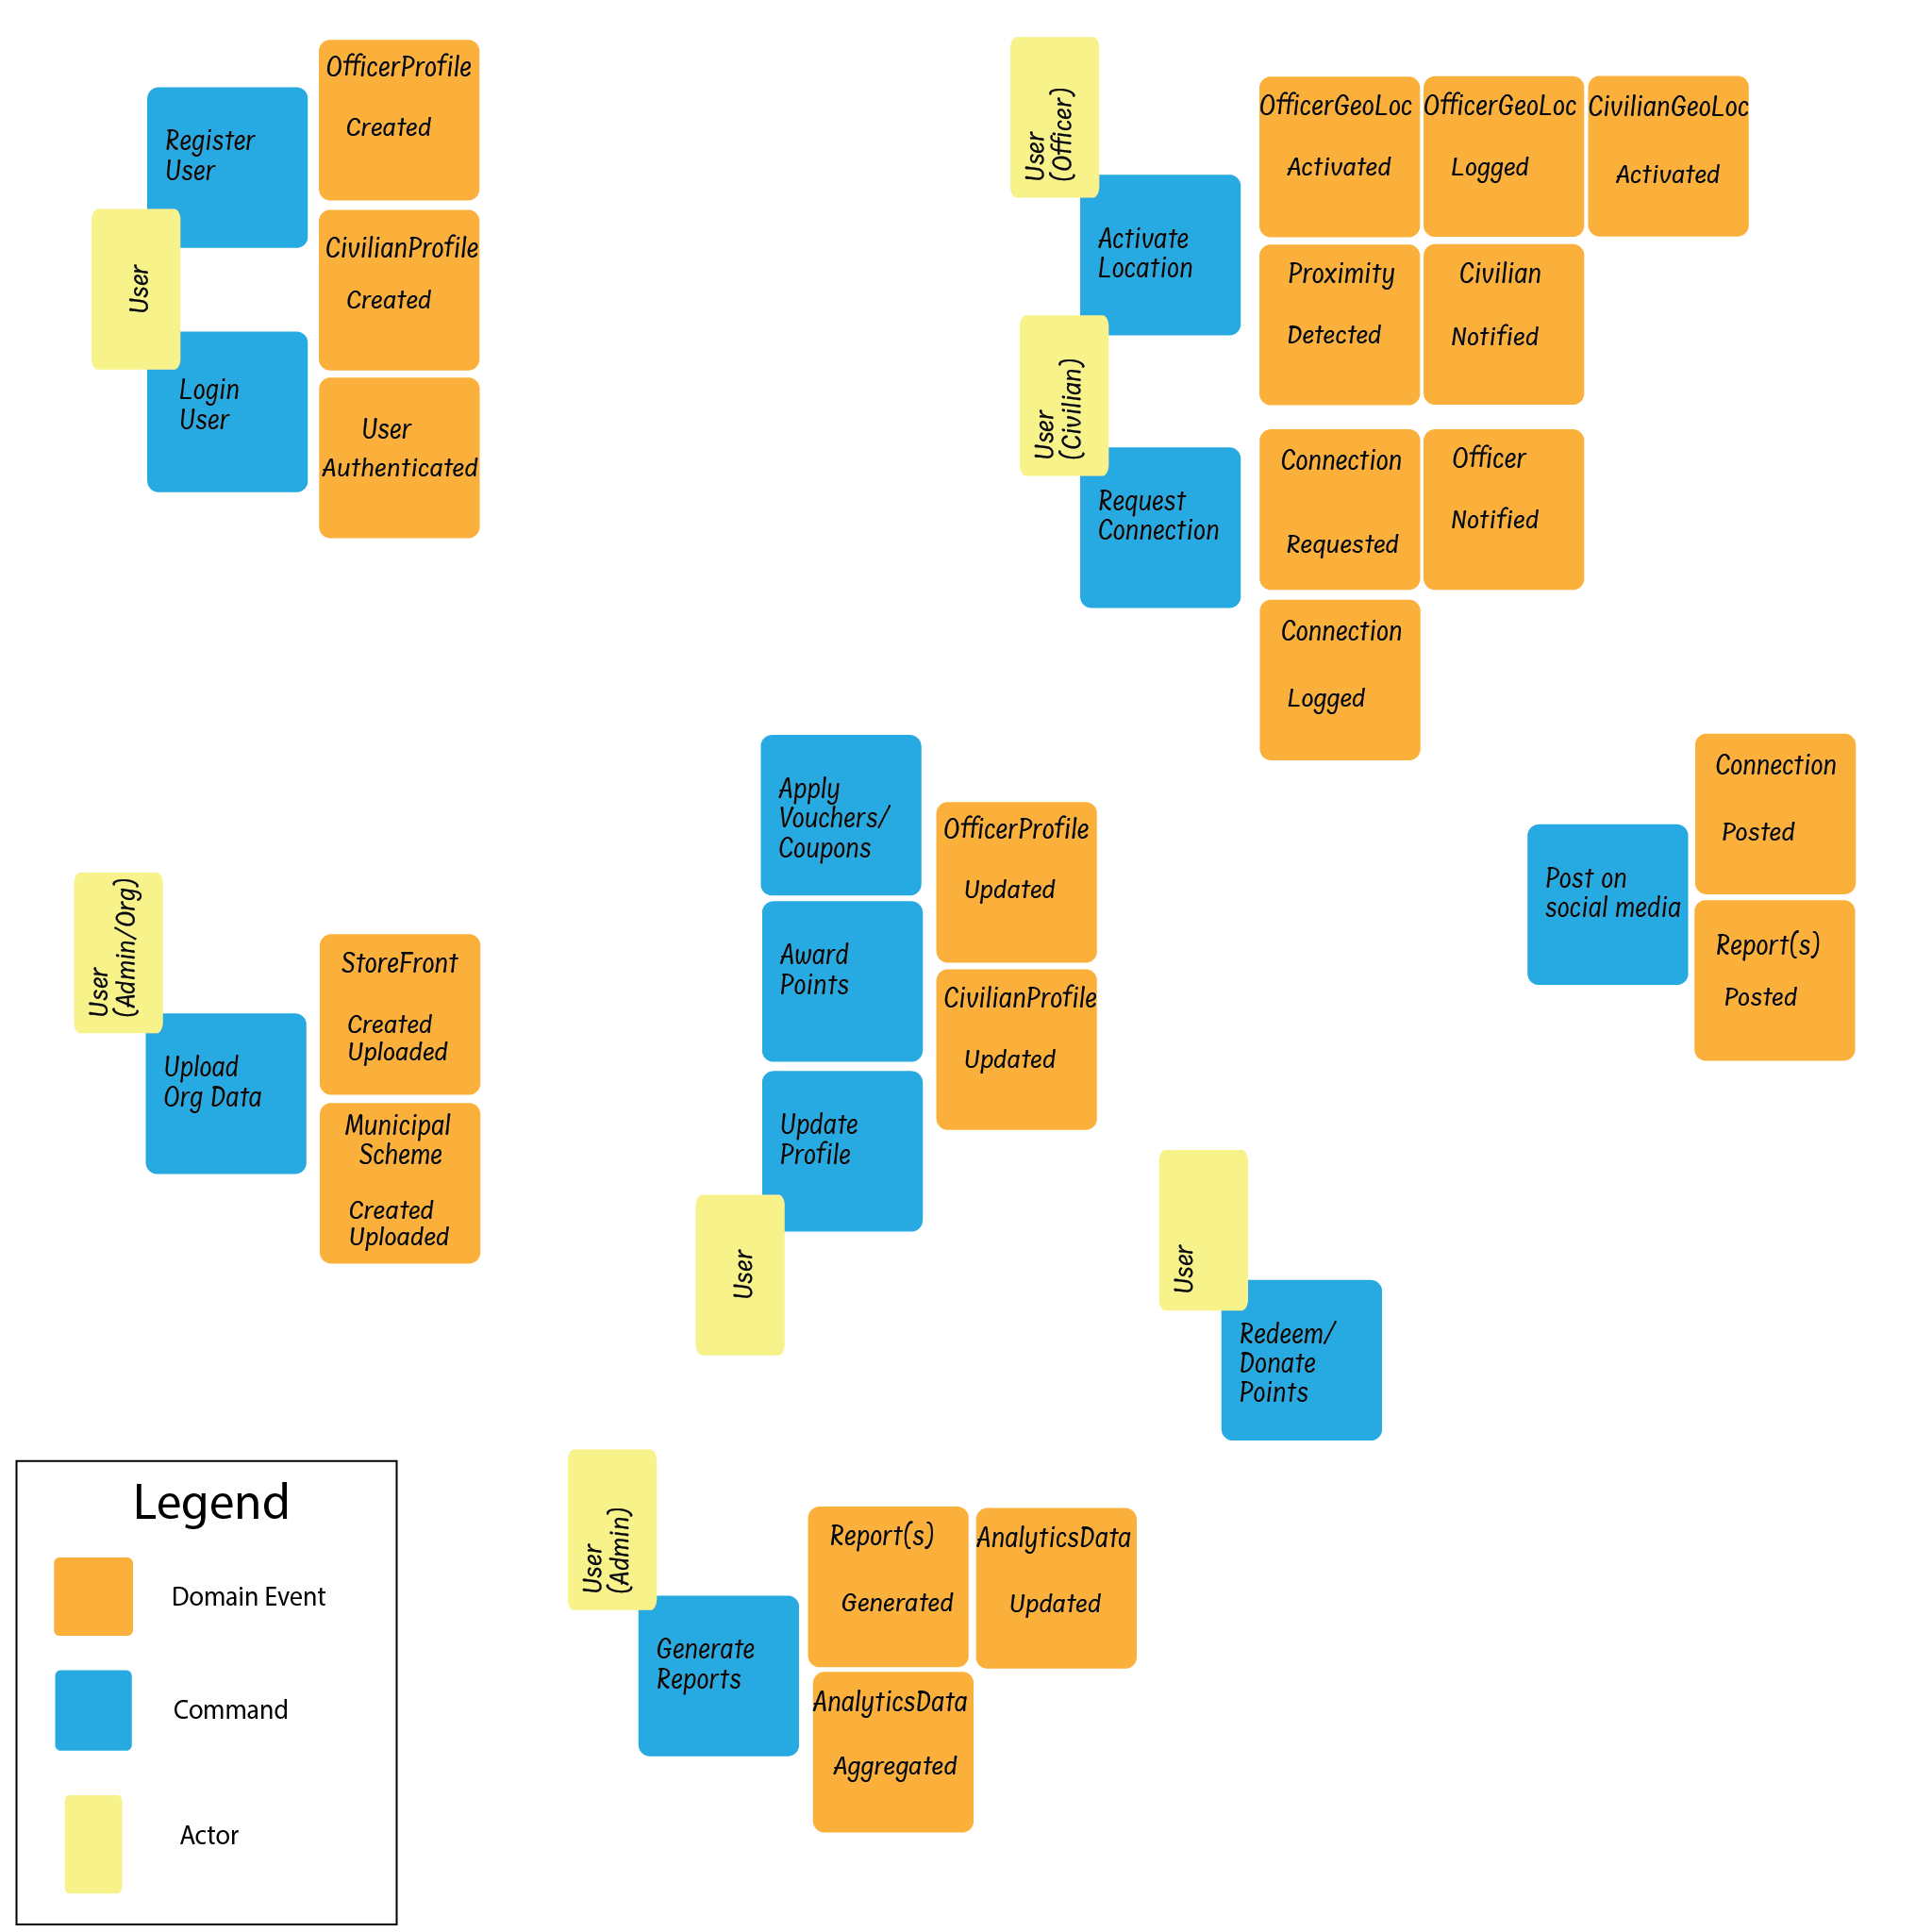 OfficerProfile
Created
Register
User
CivilianProfile
Created
User
Login
User
User
Authenticated
User
(Officer)
OfficerGeoLoc
Activated
OfficerGeoLoc
Logged
CivilianGeoLoc
Activated
Activate
Location
Proximity
Detected
Civilian
Notified
User
(Civilian)
Request
Connection
Connection
Requested
Officer
Notified
Connection
Logged
Apply
Vouchers/
Coupons
OfficerProfile
Updated
Award
Points
CivilianProfile
Updated
Update
Profile
User
Connection
Posted
Post on
social media
Report(s)
Posted
User
(Admin/Org)
StoreFront
Created
Uploaded
Upload
Org Data
Municipal
Scheme
Created
Uploaded
User
Redeem/
Donate
Points
User
(Admin)
Report(s)
Generated
AnalyticsData
Updated
Generate
Reports
AnalyticsData
Aggregated
Legend
Domain Event
Command
Actor